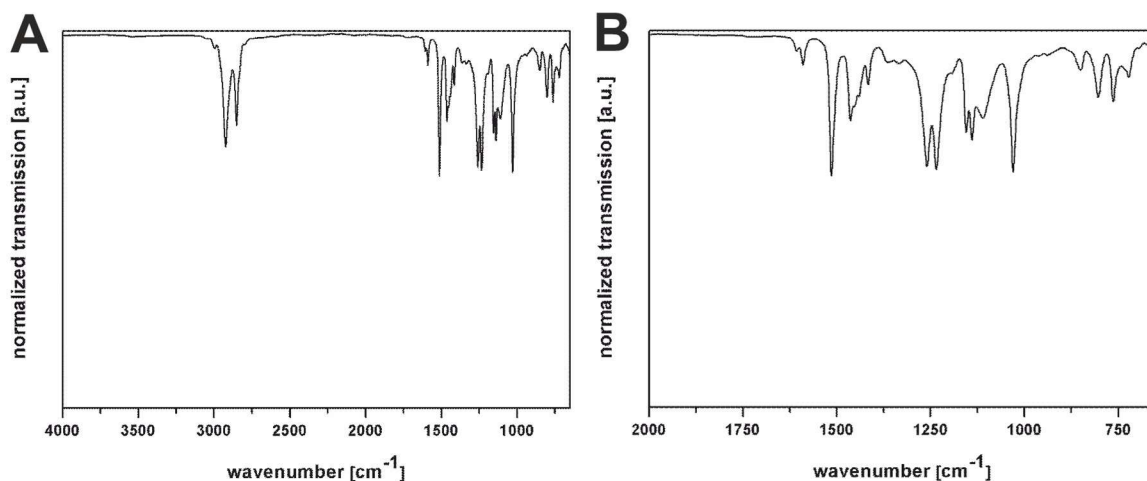 A
normalized transmission [a.u.]
4000 3500 3000 2500 2000 1500 1000
wavenumber [cm⁻¹]
B
normalized transmission [a.u.]
2000 1750 1500 1250 1000 750
wavenumber [cm⁻¹]